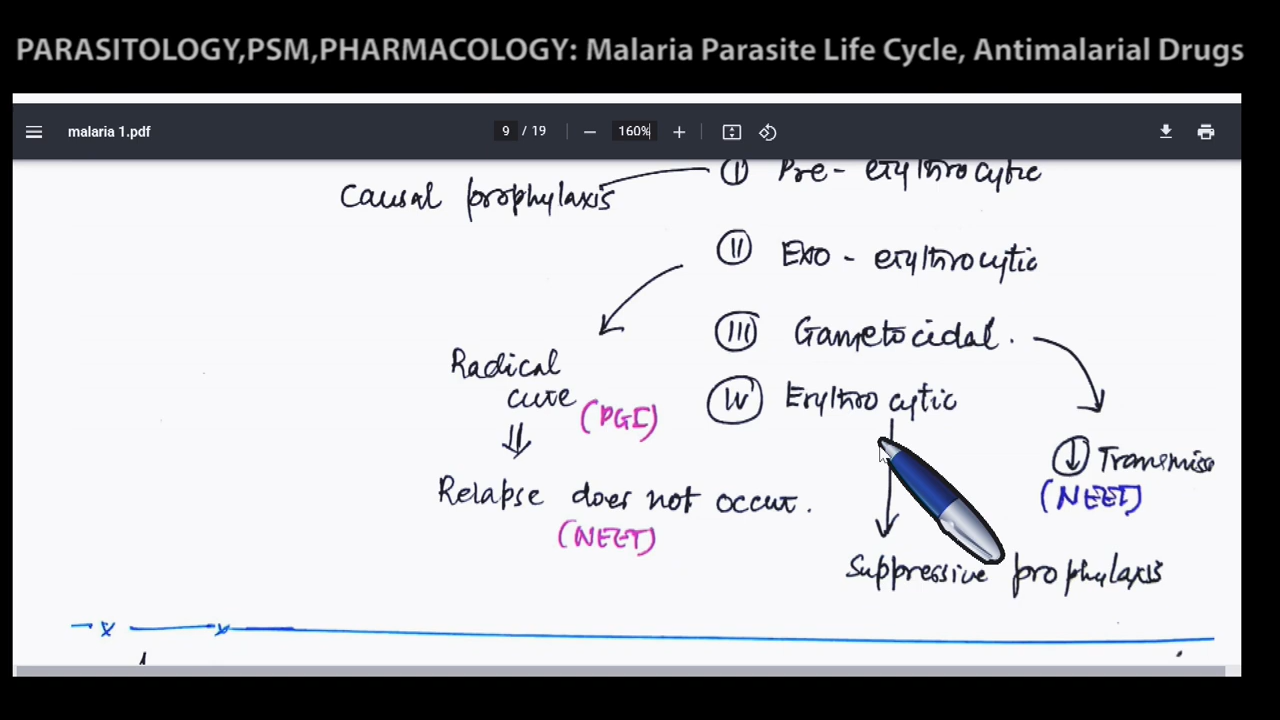 PARASITOLOGY,PSM,PHARMACOLOGY: Malaria Parasite Life Cycle, Antimalarial Drugs
malaria 1.pdf
9 / 19
160%
Causal prophylaxis
I Pre - erythrocytic
II Exo - erythrocytic
III Gametocidal.
Radical
cure (PGI)
IV Erythrocytic
↓ Transmiss
(NEET)
Relapse does not occur.
(NEET)
Suppressive prophylaxis